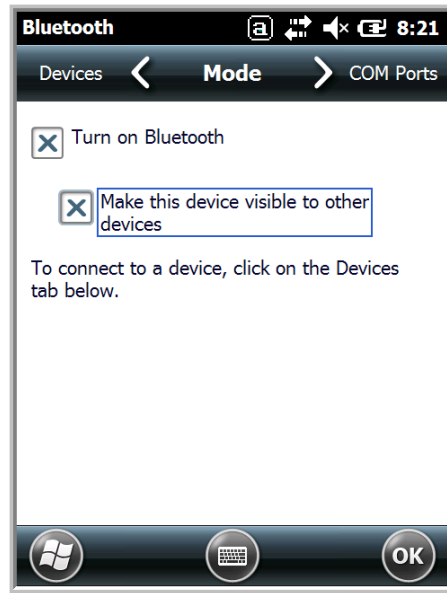 Bluetooth a 8:21
Devices Mode COM Ports
Turn on Bluetooth
Make this device visible to other
devices
To connect to a device, click on the Devices
tab below.
OK